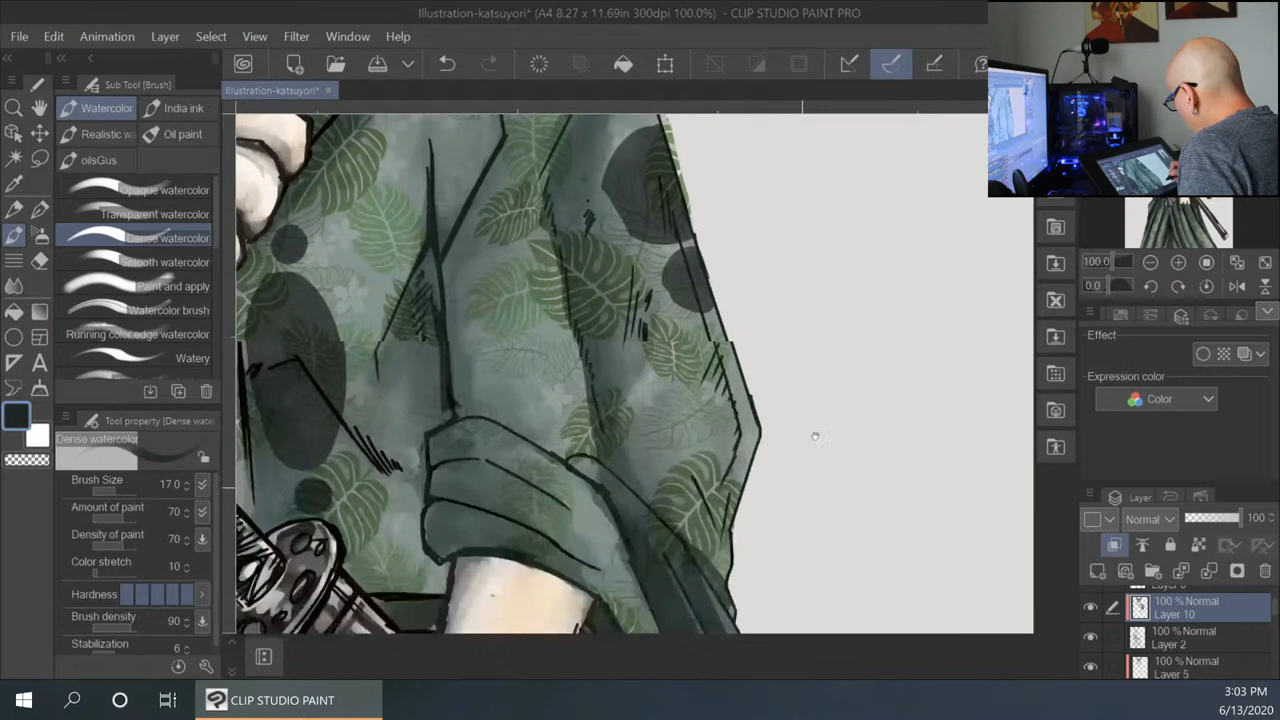 Illustration-katsuyori* (A4 8.27 x 11.69in 300dpi 100.0%) - CLIP STUDIO PAINT PRO
File Edit Animation Layer Select View Filter Window Help
Sub Tool [Brush]
Illustration-katsuyori*
Watercolor India ink
Realistic wa Oil paint
oilsGus
Opaque watercolor
Transparent watercolor
Dense watercolor
Smooth watercolor
Paint and apply
Watercolor brush
Running color edge watercolor
Watery
Tool property [Dense wate
Dense watercolor
Brush Size 17.0
Amount of paint 70
Density of paint 70
Color stretch 10
Hardness
Brush density 90
Stabilization 6
100.0
0.0
Effect
Expression color
Color
Layer
Normal 100
100 % Normal
Layer 10
100 % Normal
Layer 2
100 % Normal
Layer 5
CLIP STUDIO PAINT
3:03 PM
6/13/2020